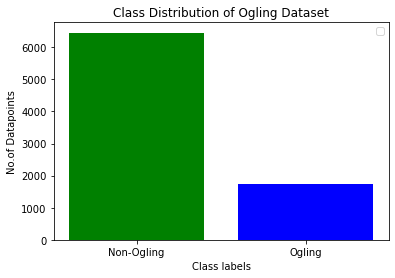 Class Distribution of Ogling Dataset
No.of Datapoints
6000
5000
4000
3000
2000
1000
0
Non-Ogling
Ogling
Class labels